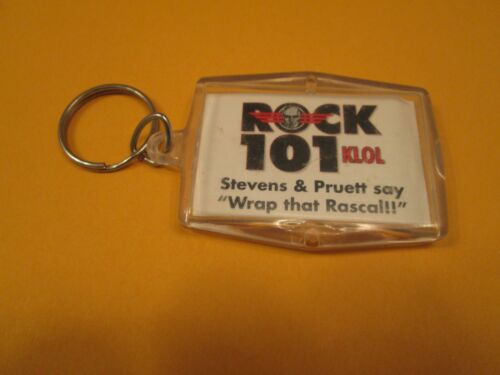 ROCK
101 KLOL
Stevens & Pruett say
"Wrap that Rascal!!"